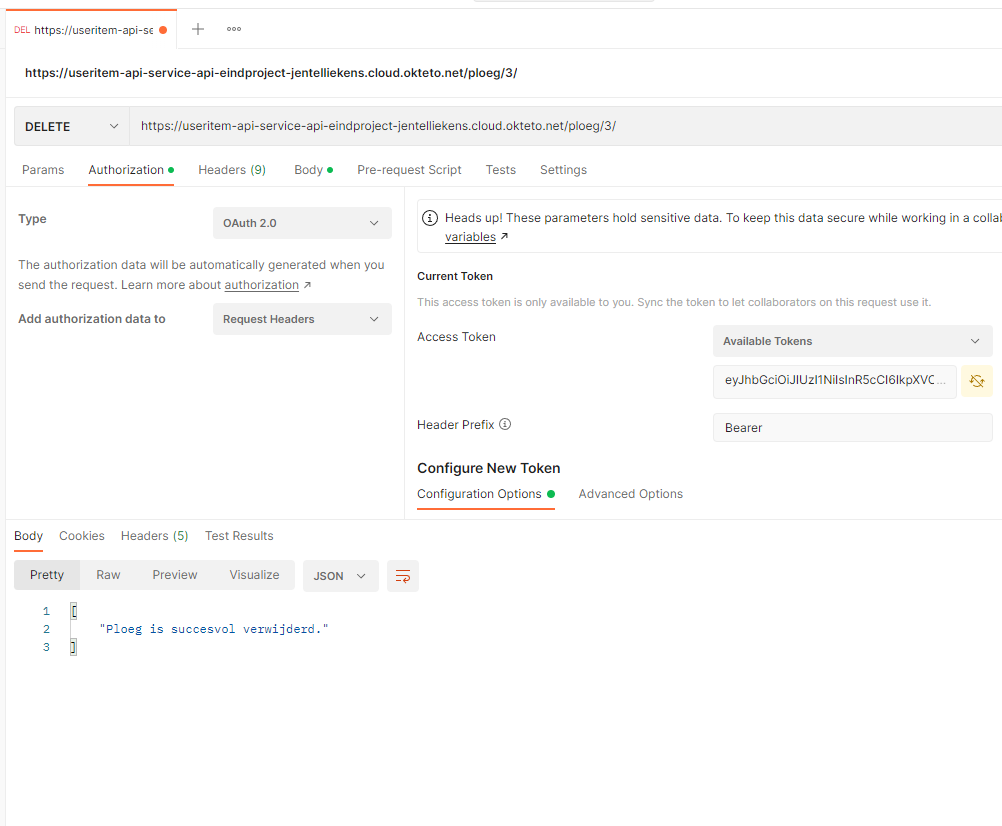 DEL https://useritem-api-se
https://useritem-api-service-api-eindproject-jentelliekens.cloud.okteto.net/ploeg/3/
DELETE https://useritem-api-service-api-eindproject-jentelliekens.cloud.okteto.net/ploeg/3/
Params Authorization Headers (9) Body Pre-request Script Tests Settings
Type OAuth 2.0
The authorization data will be automatically generated when you
send the request. Learn more about authorization ↗
Add authorization data to Request Headers
Heads up! These parameters hold sensitive data. To keep this data secure while working in a collab
variables ↗
Current Token
This access token is only available to you. Sync the token to let collaborators on this request use it.
Access Token Available Tokens
eyJhbGciOiJIUzI1NiIsInR5cCI6IkpXVC...
Header Prefix Bearer
Configure New Token
Configuration Options Advanced Options
Body Cookies Headers (5) Test Results
Pretty Raw Preview Visualize JSON
1 [
2 "Ploeg is succesvol verwijderd."
3 ]